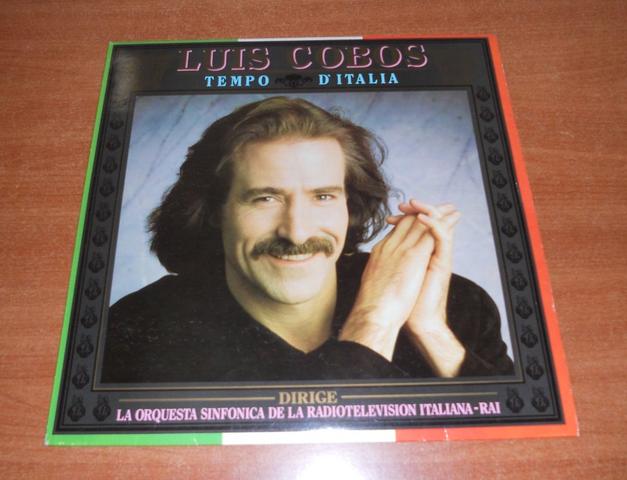 LUIS COBOS
TEMPO D'ITALIA
DIRIGE
LA ORQUESTA SINFONICA DE LA RADIOTELEVISION ITALIANA-RAI